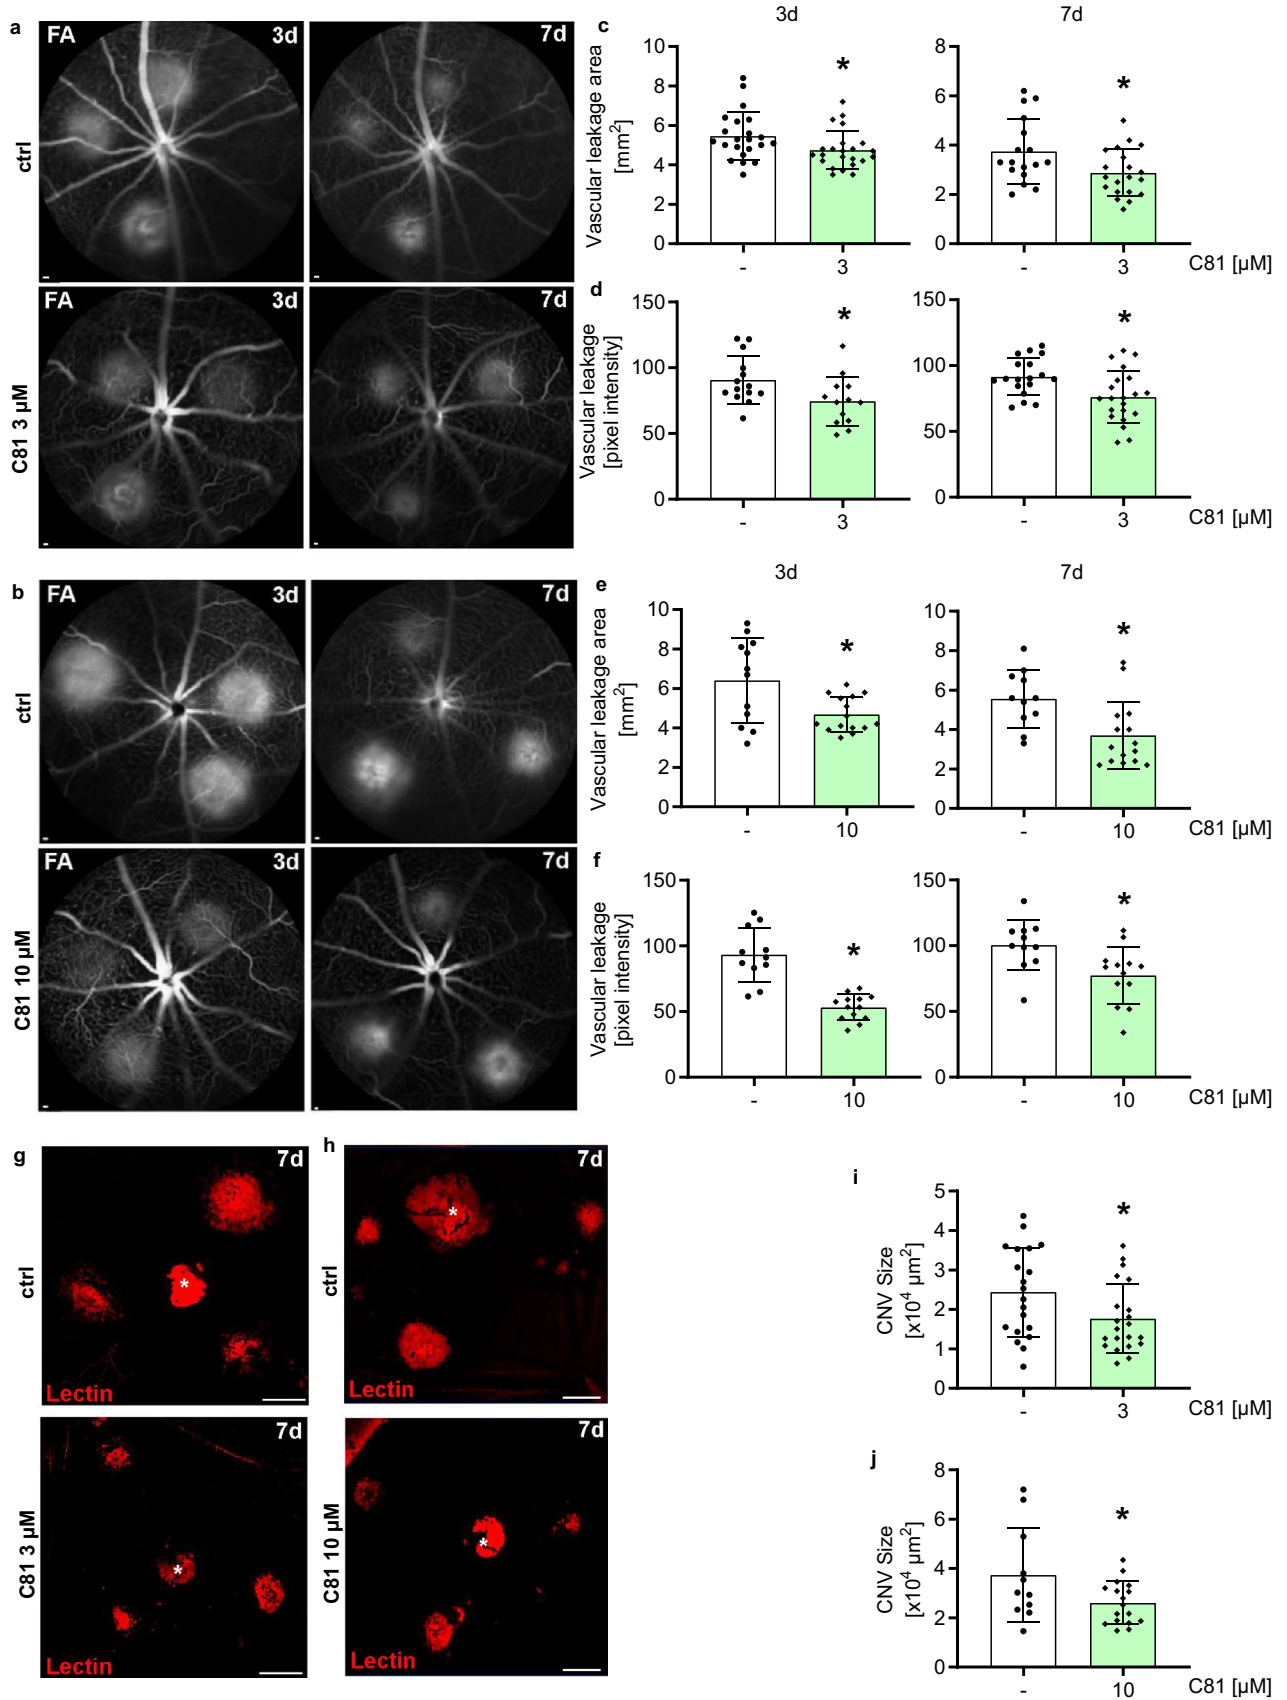 a
FA
3d
7d
ctrl
FA
3d
7d
C81 3 µM
c
3d
7d
Vascular leakage area
[mm²]
10
8
6
4
2
0
*
-
3
8
6
4
2
0
*
-
3
C81 [µM]
d
Vascular leakage
[pixel intensity]
150
100
50
0
*
-
3
150
100
50
0
*
-
3
C81 [µM]
b
FA
3d
7d
ctrl
FA
3d
7d
C81 10 µM
e
3d
7d
Vascular leakage area
[mm²]
10
8
6
4
2
0
*
-
10
10
8
6
4
2
0
*
-
10
C81 [µM]
f
Vascular leakage
[pixel intensity]
150
100
50
0
*
-
10
150
100
50
0
*
-
10
C81 [µM]
g
7d
ctrl
*
Lectin
7d
C81 3 µM
*
Lectin
h
7d
ctrl
*
Lectin
7d
C81 10 µM
*
Lectin
i
CNV Size
[x10⁴ µm²]
5
4
3
2
1
0
*
-
3
C81 [µM]
j
CNV Size
[x10⁴ µm²]
8
6
4
2
0
*
-
10
C81 [µM]